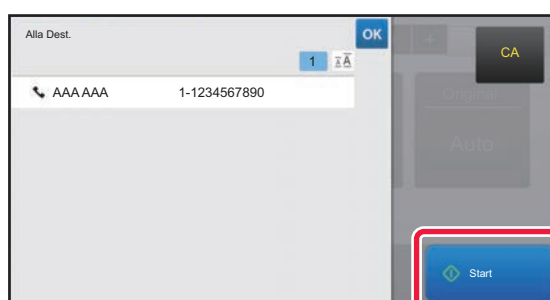 Alla Dest.
OK
CA
1
AAA AAA 1-1234567890
Original
Auto
Start